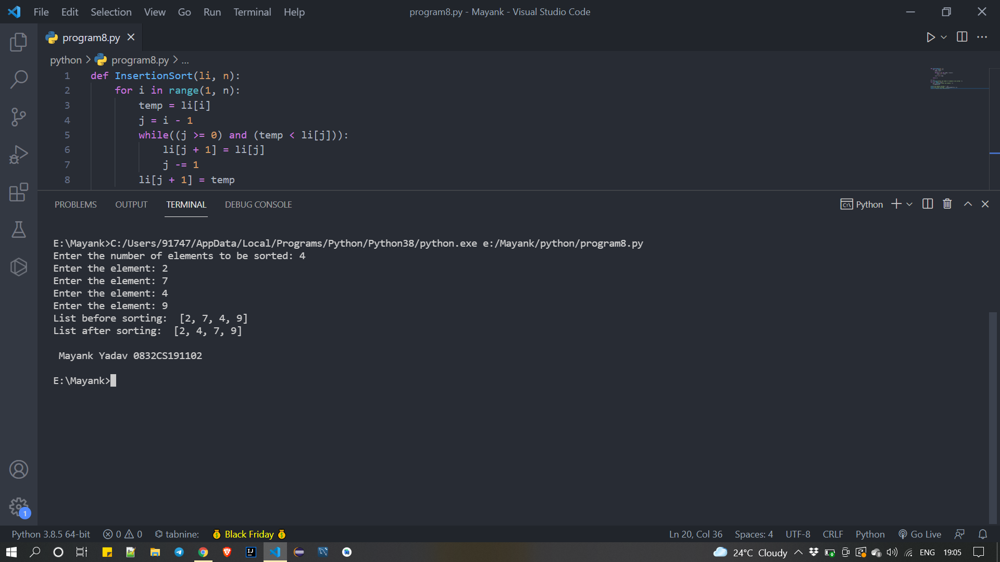 File Edit Selection View Go Run Terminal Help
program8.py - Mayank - Visual Studio Code
program8.py
python > program8.py > ...
1 def InsertionSort(li, n):
2     for i in range(1, n):
3         temp = li[i]
4         j = i - 1
5         while((j >= 0) and (temp < li[j])):
6             li[j + 1] = li[j]
7             j -= 1
8         li[j + 1] = temp
PROBLEMS OUTPUT TERMINAL DEBUG CONSOLE
Python
E:\Mayank>C:/Users/91747/AppData/Local/Programs/Python/Python38/python.exe e:/Mayank/python/program8.py
Enter the number of elements to be sorted: 4
Enter the element: 2
Enter the element: 7
Enter the element: 4
Enter the element: 9
List before sorting:  [2, 7, 4, 9]
List after sorting:  [2, 4, 7, 9]
 Mayank Yadav 0832CS191102
E:\Mayank>
1
Python 3.8.5 64-bit 0 0 tabnine: Black Friday Ln 20, Col 36 Spaces: 4 UTF-8 CRLF Python Go Live
24°C Cloudy ENG 19:05